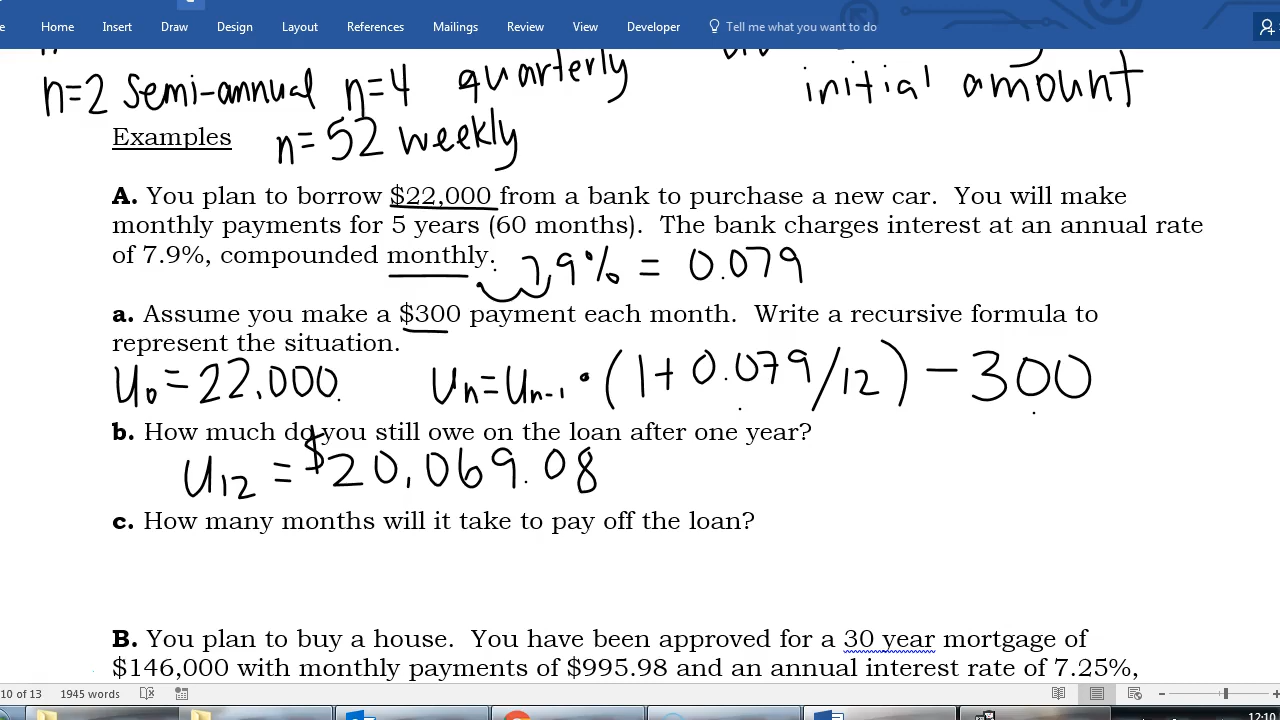 Home Insert Draw Design Layout References Mailings Review View Developer Tell me what you want to do
n=2 Semi-annual n=4 quarterly
initial amount
Examples n=52 weekly
A. You plan to borrow $22,000 from a bank to purchase a new car. You will make
monthly payments for 5 years (60 months). The bank charges interest at an annual rate
of 7.9%, compounded monthly. 7.9% = 0.079
a. Assume you make a $300 payment each month. Write a recursive formula to
represent the situation.
u₀ = 22,000 uₙ = uₙ₋₁ • (1 + 0.079/12) - 300
b. How much do you still owe on the loan after one year?
u₁₂ = $20,069.08
c. How many months will it take to pay off the loan?
B. You plan to buy a house. You have been approved for a 30 year mortgage of
$146,000 with monthly payments of $995.98 and an annual interest rate of 7.25%,
10 of 13 1945 words
12:10